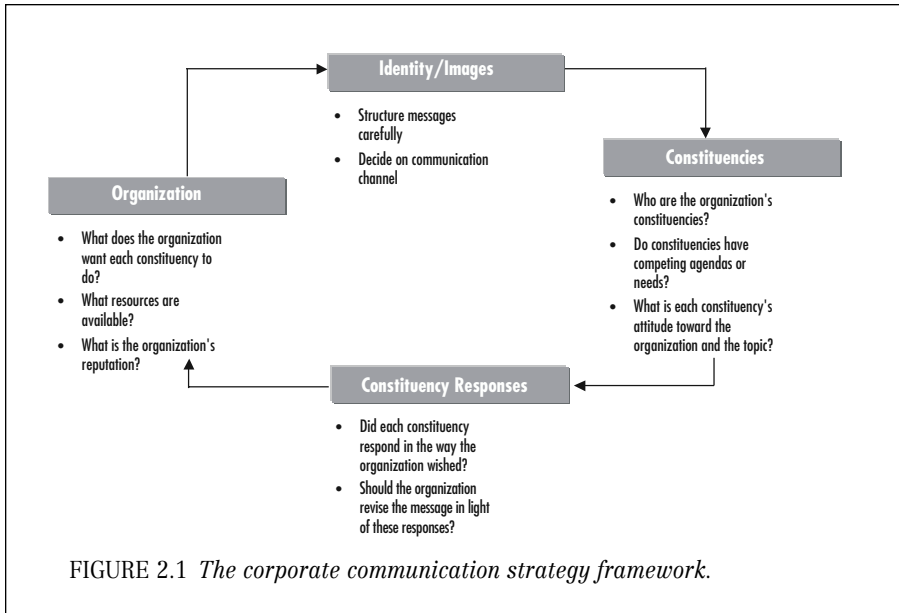 Identity/Images
• Structure messages
carefully
• Decide on communication
channel
Constituencies
• Who are the organization's
constituencies?
• Do constituencies have
competing agendas or
needs?
• What is each constituency's
attitude toward the
organization and the topic?
Organization
• What does the organization
want each constituency to
do?
• What resources are
available?
• What is the organization's
reputation?
Constituency Responses
• Did each constituency
respond in the way the
organization wished?
• Should the organization
revise the message in light
of these responses?
FIGURE 2.1 The corporate communication strategy framework.